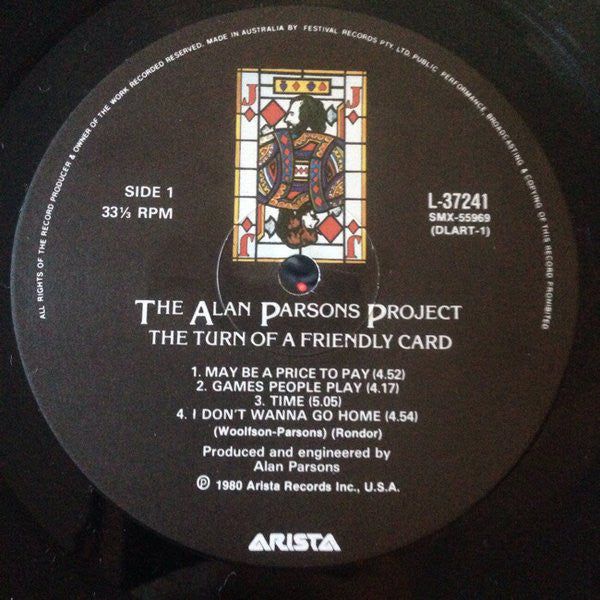 ALL RIGHTS OF THE RECORD PRODUCER & OWNER OF THE WORK RECORDED RESERVED. MADE IN AUSTRALIA BY FESTIVAL RECORDS PTY. LTD. PUBLIC PERFORMANCE, BROADCASTING & COPYING OF THIS RECORD PROHIBITED
J J
SIDE 1
33⅓ RPM
L-37241
SMX-55969
(DLART-1)
J J
THE ALAN PARSONS PROJECT
THE TURN OF A FRIENDLY CARD
1. MAY BE A PRICE TO PAY (4.52)
2. GAMES PEOPLE PLAY (4.17)
3. TIME (5.05)
4. I DON'T WANNA GO HOME (4.54)
(Woolfson-Parsons) (Rondor)
Produced and engineered by
Alan Parsons
℗ 1980 Arista Records Inc., U.S.A.
ARISTA